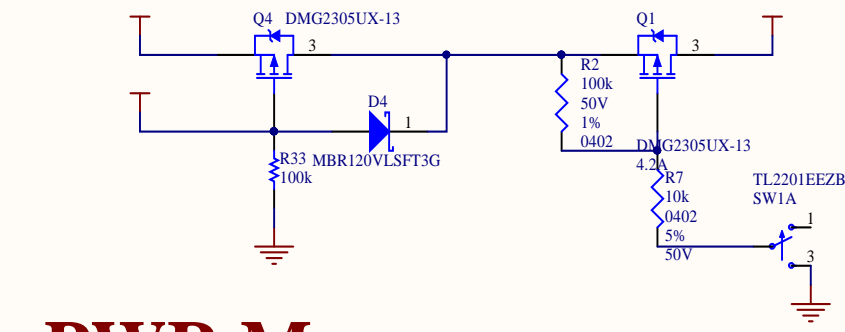 Q4 DMG2305UX-13
3
Q1
3
R2
100k
50V
1%
0402
D4
1
MBR120VLSFT3G
R33
100k
DMG2305UX-13
4.2A
R7
10k
0402
5%
50V
TL2201EEZB
SW1A
1
3